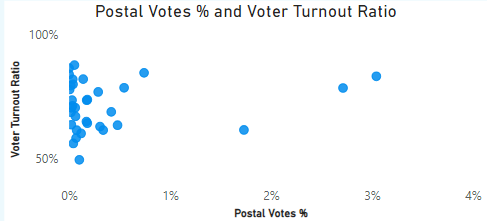 Postal Votes % and Voter Turnout Ratio
100%
Voter Turnout Ratio
50%
0% 1% 2% 3% 4%
Postal Votes %